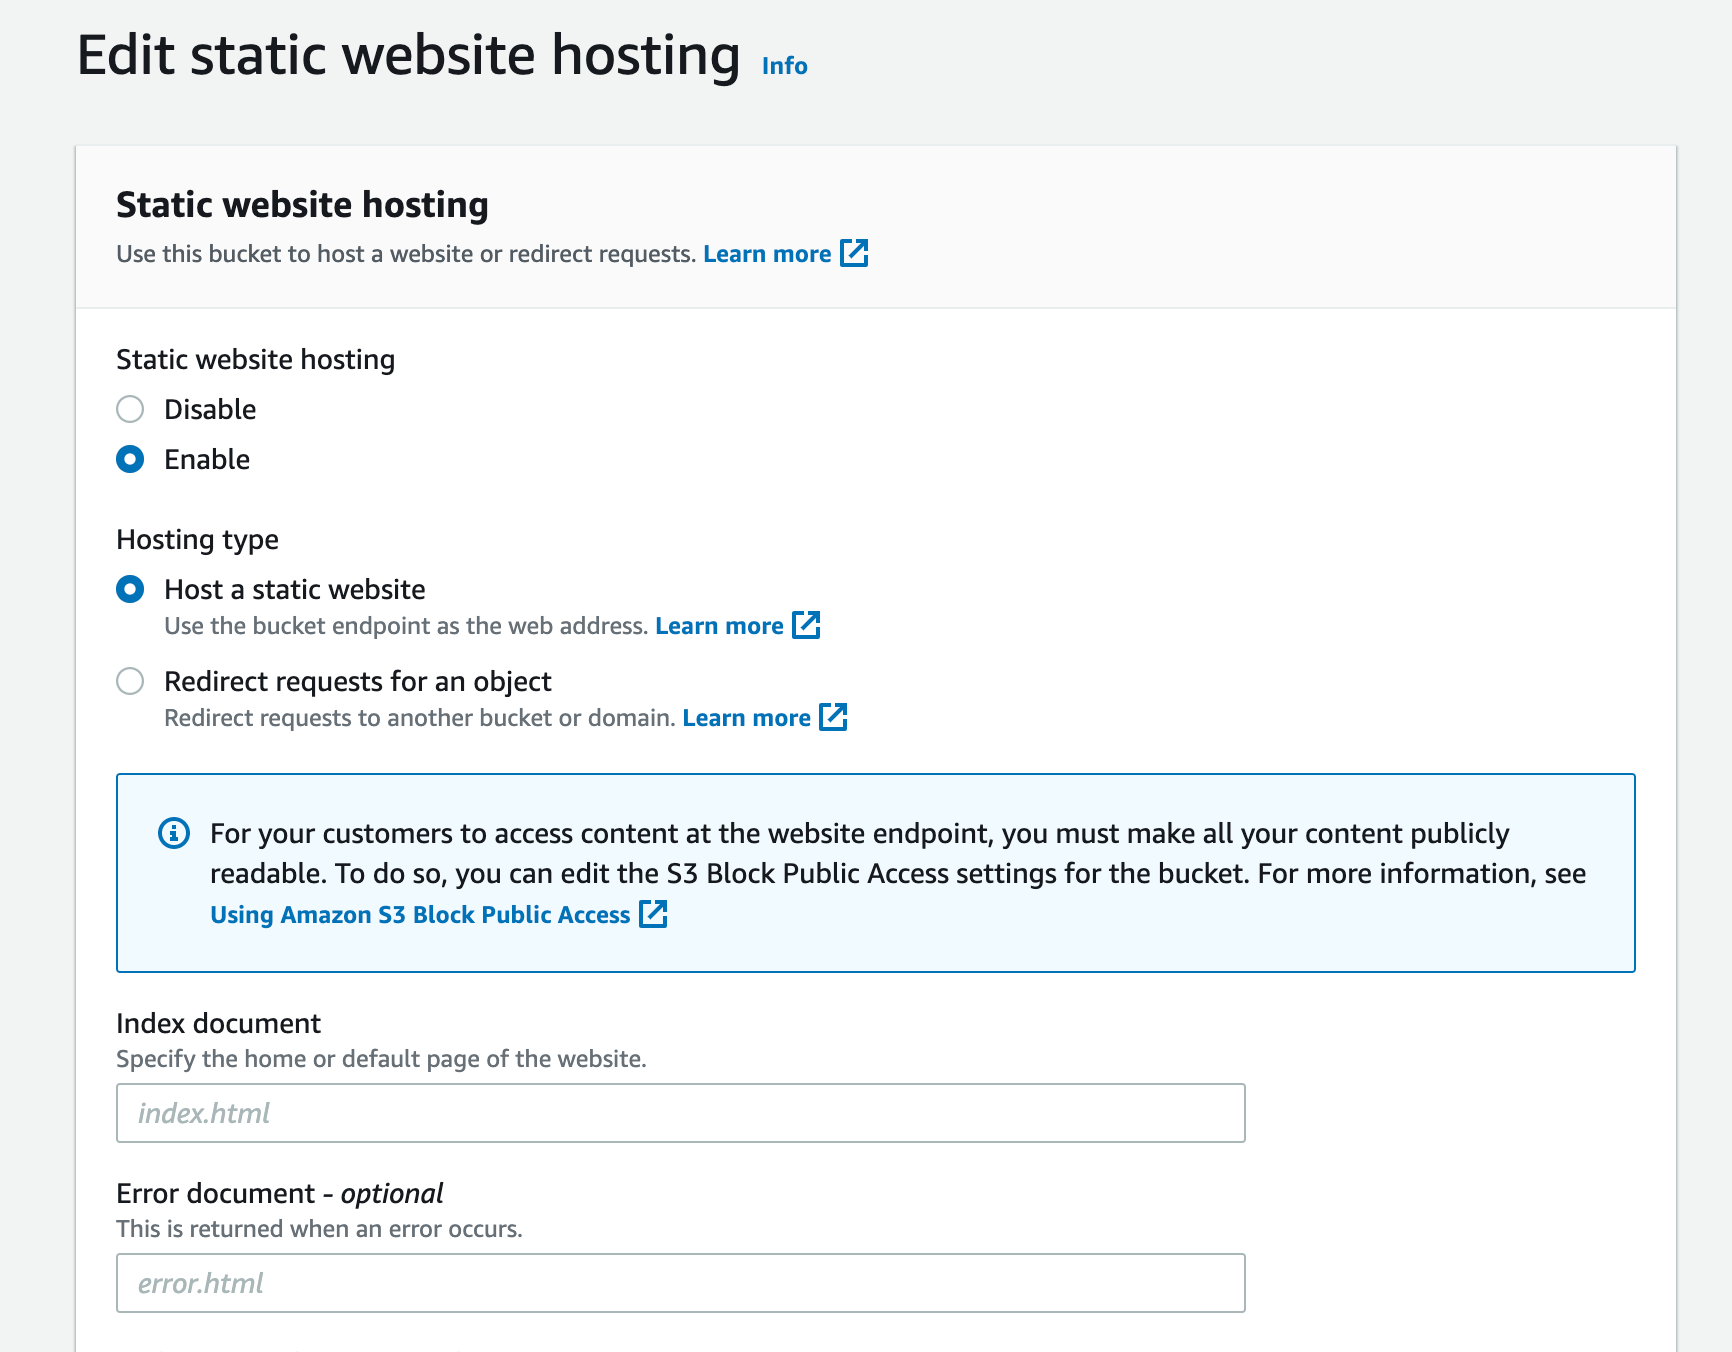 Edit static website hosting Info
Static website hosting
Use this bucket to host a website or redirect requests. Learn more
Static website hosting
Disable
Enable
Hosting type
Host a static website
Use the bucket endpoint as the web address. Learn more
Redirect requests for an object
Redirect requests to another bucket or domain. Learn more
For your customers to access content at the website endpoint, you must make all your content publicly
readable. To do so, you can edit the S3 Block Public Access settings for the bucket. For more information, see
Using Amazon S3 Block Public Access
Index document
Specify the home or default page of the website.
index.html
Error document - optional
This is returned when an error occurs.
error.html